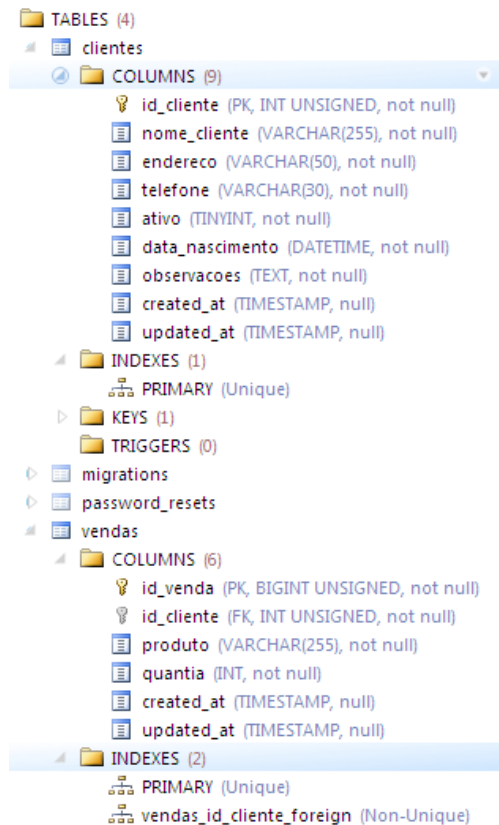 TABLES (4)
clientes
COLUMNS (9)
id_cliente (PK, INT UNSIGNED, not null)
nome_cliente (VARCHAR(255), not null)
endereco (VARCHAR(50), not null)
telefone (VARCHAR(30), not null)
ativo (TINYINT, not null)
data_nascimento (DATETIME, not null)
observacoes (TEXT, not null)
created_at (TIMESTAMP, null)
updated_at (TIMESTAMP, null)
INDEXES (1)
PRIMARY (Unique)
KEYS (1)
TRIGGERS (0)
migrations
password_resets
vendas
COLUMNS (6)
id_venda (PK, BIGINT UNSIGNED, not null)
id_cliente (FK, INT UNSIGNED, not null)
produto (VARCHAR(255), not null)
quantia (INT, not null)
created_at (TIMESTAMP, null)
updated_at (TIMESTAMP, null)
INDEXES (2)
PRIMARY (Unique)
vendas_id_cliente_foreign (Non-Unique)